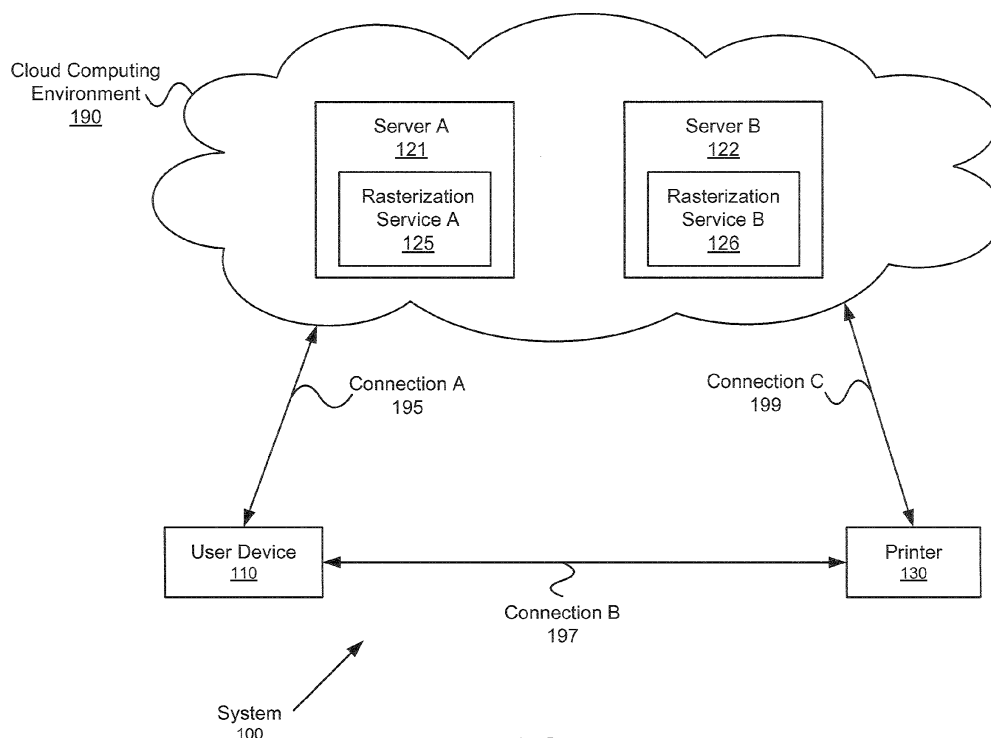 Cloud Computing
Environment
190
Server A
121
Rasterization
Service A
125
Server B
122
Rasterization
Service B
126
Connection A
195
Connection C
199
User Device
110
Printer
130
Connection B
197
System
100